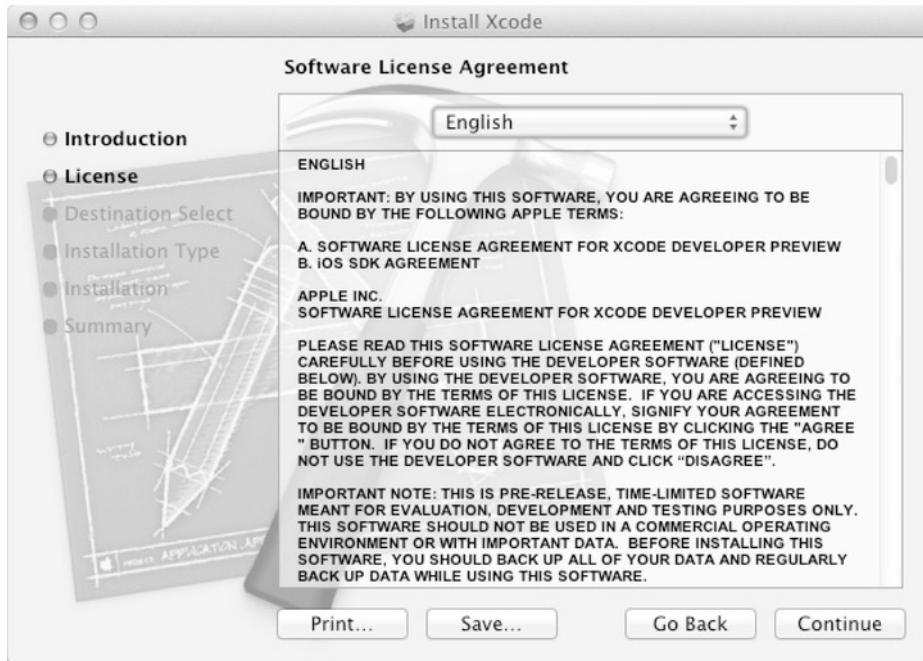 Install Xcode
Software License Agreement
Introduction
License
Destination Select
Installation Type
Installation
Summary
English
ENGLISH
IMPORTANT: BY USING THIS SOFTWARE, YOU ARE AGREEING TO BE
BOUND BY THE FOLLOWING APPLE TERMS:
A. SOFTWARE LICENSE AGREEMENT FOR XCODE DEVELOPER PREVIEW
B. iOS SDK AGREEMENT
APPLE INC.
SOFTWARE LICENSE AGREEMENT FOR XCODE DEVELOPER PREVIEW
PLEASE READ THIS SOFTWARE LICENSE AGREEMENT ("LICENSE")
CAREFULLY BEFORE USING THE DEVELOPER SOFTWARE (DEFINED
BELOW). BY USING THE DEVELOPER SOFTWARE, YOU ARE AGREEING TO
BE BOUND BY THE TERMS OF THIS LICENSE.  IF YOU ARE ACCESSING THE
DEVELOPER SOFTWARE ELECTRONICALLY, SIGNIFY YOUR AGREEMENT
TO BE BOUND BY THE TERMS OF THIS LICENSE BY CLICKING THE "AGREE
" BUTTON.  IF YOU DO NOT AGREE TO THE TERMS OF THIS LICENSE, DO
NOT USE THE DEVELOPER SOFTWARE AND CLICK “DISAGREE”.
IMPORTANT NOTE: THIS IS PRE-RELEASE, TIME-LIMITED SOFTWARE
MEANT FOR EVALUATION, DEVELOPMENT AND TESTING PURPOSES ONLY.
THIS SOFTWARE SHOULD NOT BE USED IN A COMMERCIAL OPERATING
ENVIRONMENT OR WITH IMPORTANT DATA.  BEFORE INSTALLING THIS
SOFTWARE, YOU SHOULD BACK UP ALL OF YOUR DATA AND REGULARLY
BACK UP DATA WHILE USING THIS SOFTWARE.
PROJECT APPLICATION.APP
Print...
Save...
Go Back
Continue